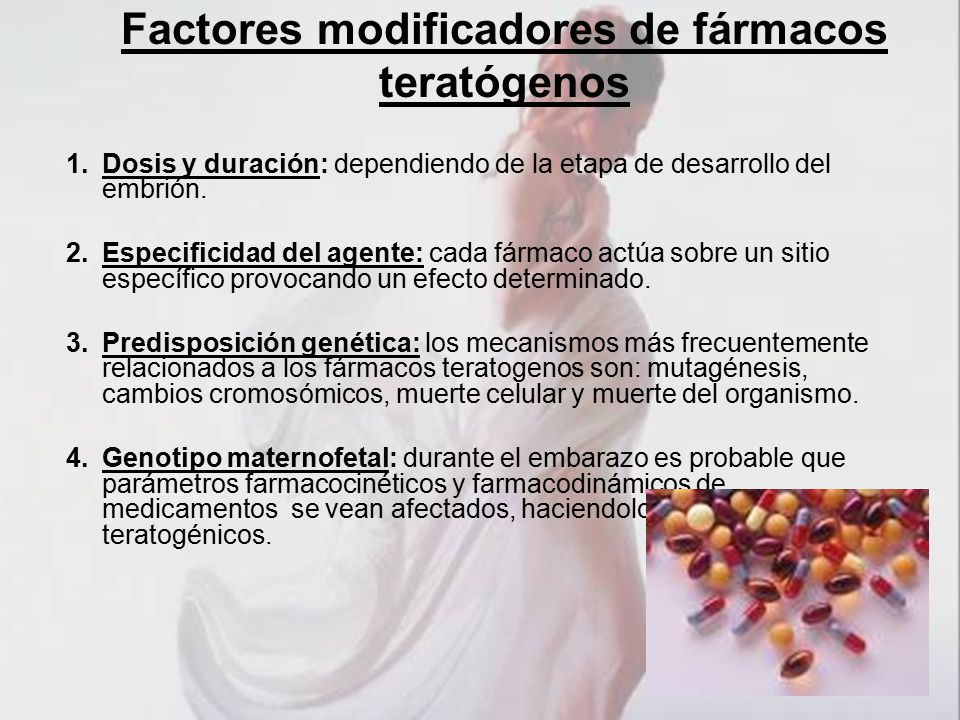 Factores modificadores de fármacos
teratógenos
1. Dosis y duración: dependiendo de la etapa de desarrollo del
embrión.
2. Especificidad del agente: cada fármaco actúa sobre un sitio
específico provocando un efecto determinado.
3. Predisposición genética: los mecanismos más frecuentemente
relacionados a los fármacos teratogenos son: mutagénesis,
cambios cromosómicos, muerte celular y muerte del organismo.
4. Genotipo maternofetal: durante el embarazo es probable que
parámetros farmacocinéticos y farmacodinámicos de
medicamentos se vean afectados,
teratogénicos.